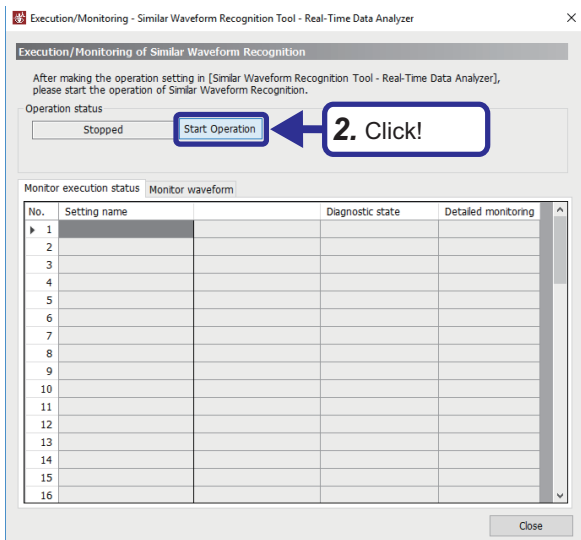 Execution/Monitoring - Similar Waveform Recognition Tool - Real-Time Data Analyzer
Execution/Monitoring of Similar Waveform Recognition
After making the operation setting in [Similar Waveform Recognition Tool - Real-Time Data Analyzer],
please start the operation of Similar Waveform Recognition.
Operation status
Stopped Start Operation 2. Click!
Monitor execution status Monitor waveform
No. Setting name Diagnostic state Detailed monitoring
1
2
3
4
5
6
7
8
9
10
11
12
13
14
15
16
Close